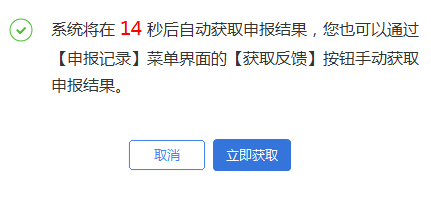 系统将在 14 秒后自动获取申报结果，您也可以通过
【申报记录】菜单界面的【获取反馈】按钮手动获取
申报结果。
取消
立即获取